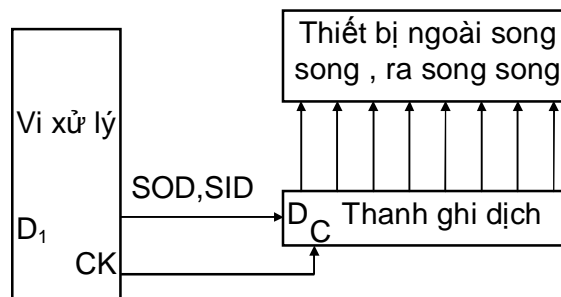 Thiết bị ngoài song
song , ra song song
Vi xử lý
SOD,SID
D₁
D
C
Thanh ghi dịch
CK